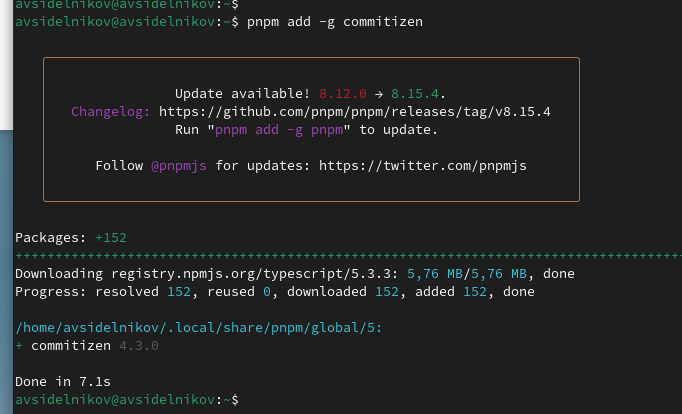 avsidelnikov@avsidelnikov:~$
avsidelnikov@avsidelnikov:~$ pnpm add -g commitizen
Update available! 8.12.0 → 8.15.4.
Changelog: https://github.com/pnpm/pnpm/releases/tag/v8.15.4
Run "pnpm add -g pnpm" to update.
Follow @pnpmjs for updates: https://twitter.com/pnpmjs
Packages: +152
++++++++++++++++++++++++++++++++++++++++++++++++++++++++++++++++++++++++++++++++++++
Downloading registry.npmjs.org/typescript/5.3.3: 5,76 MB/5,76 MB, done
Progress: resolved 152, reused 0, downloaded 152, added 152, done
/home/avsidelnikov/.local/share/pnpm/global/5:
+ commitizen 4.3.0
Done in 7.1s
avsidelnikov@avsidelnikov:~$